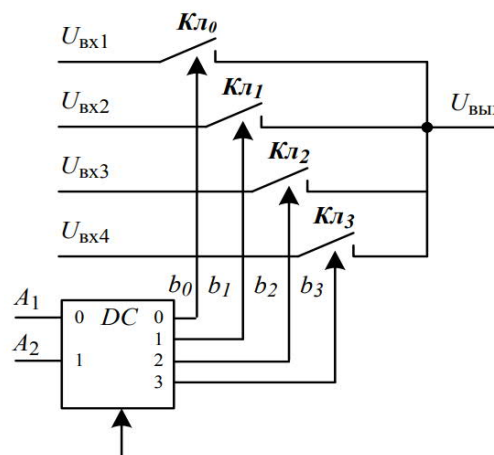 Кл₀
Uвх1
Кл₁
Uвх2
Uвых
Кл₂
Uвх3
Кл₃
Uвх4
b₀ b₁ b₂ b₃
A₁
0 DC 0
1
A₂
1 2
3